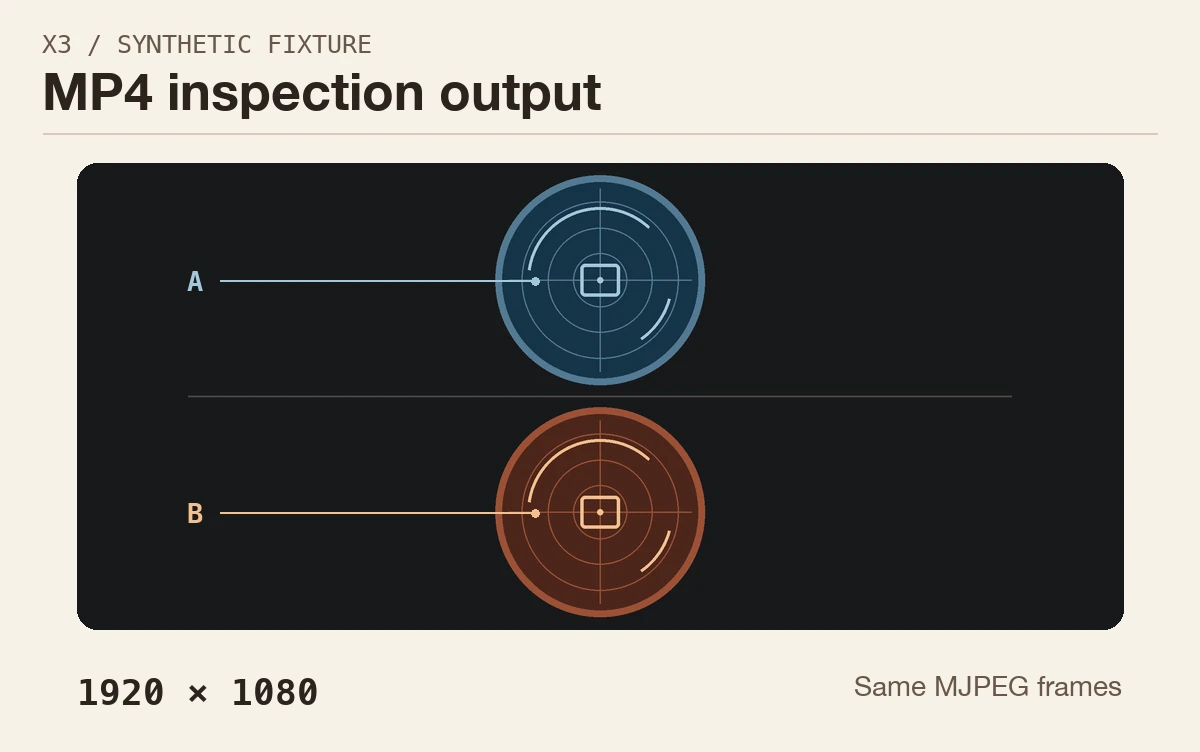 X3 / SYNTHETIC FIXTURE
MP4 inspection output
A
B
1920 × 1080
Same MJPEG frames